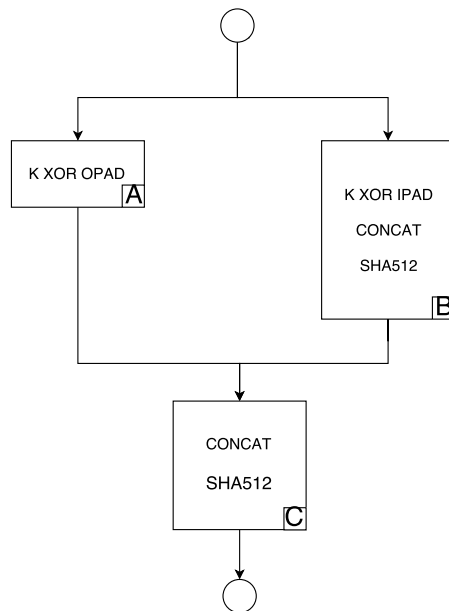 K XOR OPAD
A
K XOR IPAD
CONCAT
SHA512
B
CONCAT
SHA512
C